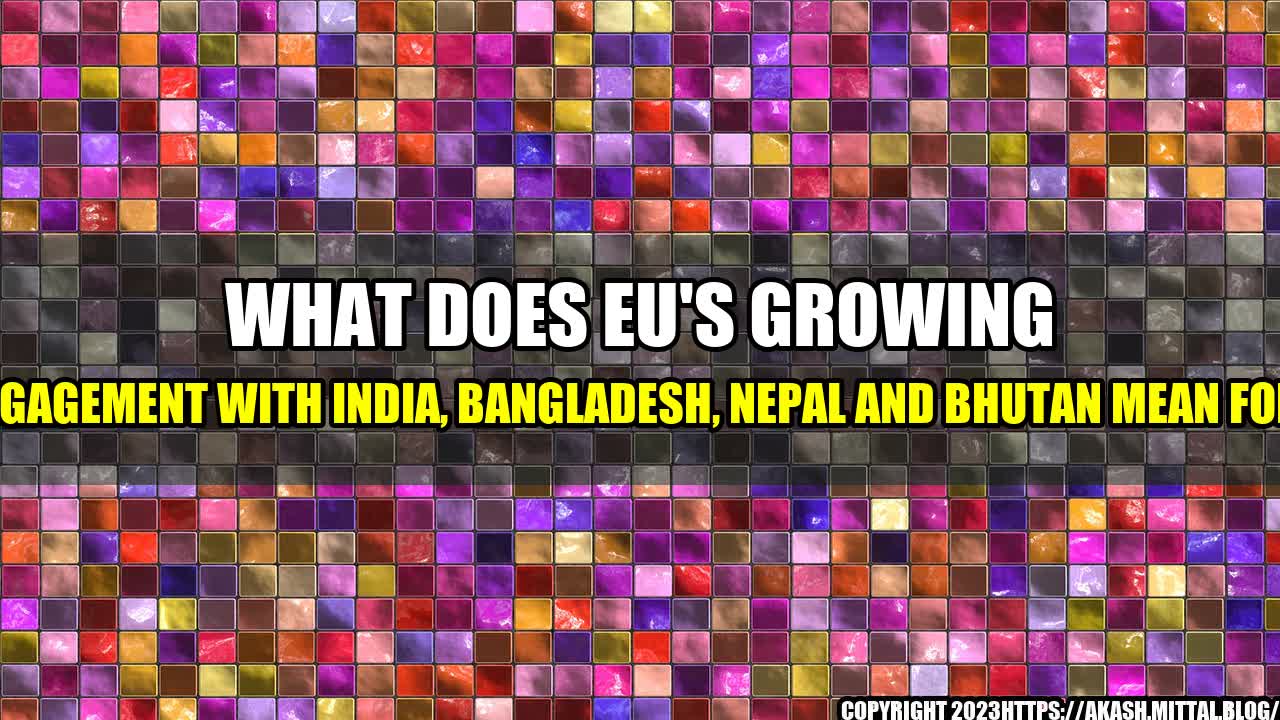 WHAT DOES EU'S GROWING
GAGEMENT WITH INDIA, BANGLADESH, NEPAL AND BHUTAN MEAN FO
COPYRIGHT 2023HTTPS://AKASH.MITTAL.BLOG/